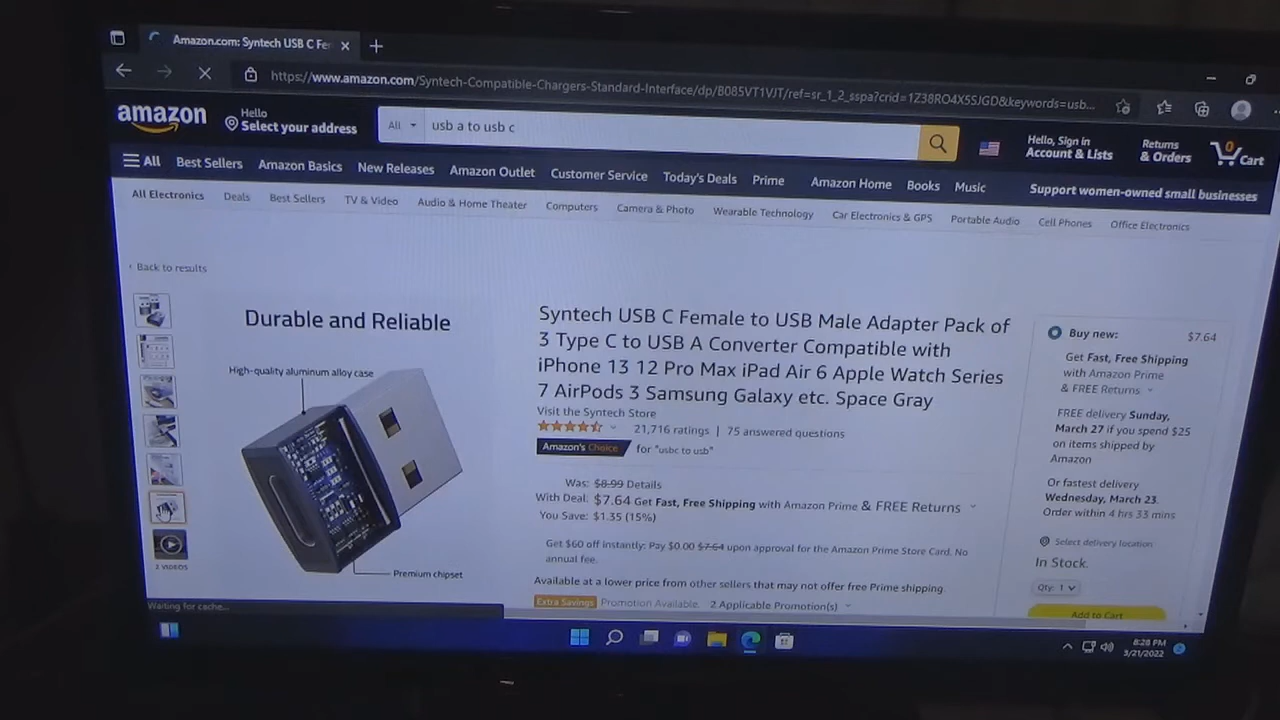 Amazon.com: Syntech USB C Fe
https://www.amazon.com/Syntech-Compatible-Chargers-Standard-Interface/dp/B085VT1VJT/ref=sr_1_2_sspa?crid=1Z38RO4X5SJGD&keywords=usb...
amazon
Hello
Select your address
All
usb a to usb c
Hello, Sign in
Account & Lists
Returns
& Orders
0
Cart
All
Best Sellers
Amazon Basics
New Releases
Amazon Outlet
Customer Service
Today's Deals
Prime
Amazon Home
Books
Music
Support women-owned small businesses
All Electronics
Deals
Best Sellers
TV & Video
Audio & Home Theater
Computers
Camera & Photo
Wearable Technology
Car Electronics & GPS
Portable Audio
Cell Phones
Office Electronics
‹ Back to results
Durable and Reliable
High-quality aluminum alloy case
Premium chipset
2 VIDEOS
Syntech USB C Female to USB Male Adapter Pack of
3 Type C to USB A Converter Compatible with
iPhone 13 12 Pro Max iPad Air 6 Apple Watch Series
7 AirPods 3 Samsung Galaxy etc. Space Gray
Visit the Syntech Store
21,716 ratings | 75 answered questions
Amazon's Choice for "usbc to usb"
Was: $8.99 Details
With Deal: $7.64 Get Fast, Free Shipping with Amazon Prime & FREE Returns
You Save: $1.35 (15%)
Get $60 off instantly: Pay $0.00 $7.64 upon approval for the Amazon Prime Store Card. No
annual fee.
Available at a lower price from other sellers that may not offer free Prime shipping.
Extra Savings Promotion Available. 2 Applicable Promotion(s)
Buy new: $7.64
Get Fast, Free Shipping
with Amazon Prime
& FREE Returns
FREE delivery Sunday,
March 27 if you spend $25
on items shipped by
Amazon
Or fastest delivery
Wednesday, March 23.
Order within 4 hrs 33 mins
Select delivery location
In Stock.
Qty: 1
Add to Cart
Waiting for cache...
8:28 PM
3/21/2022